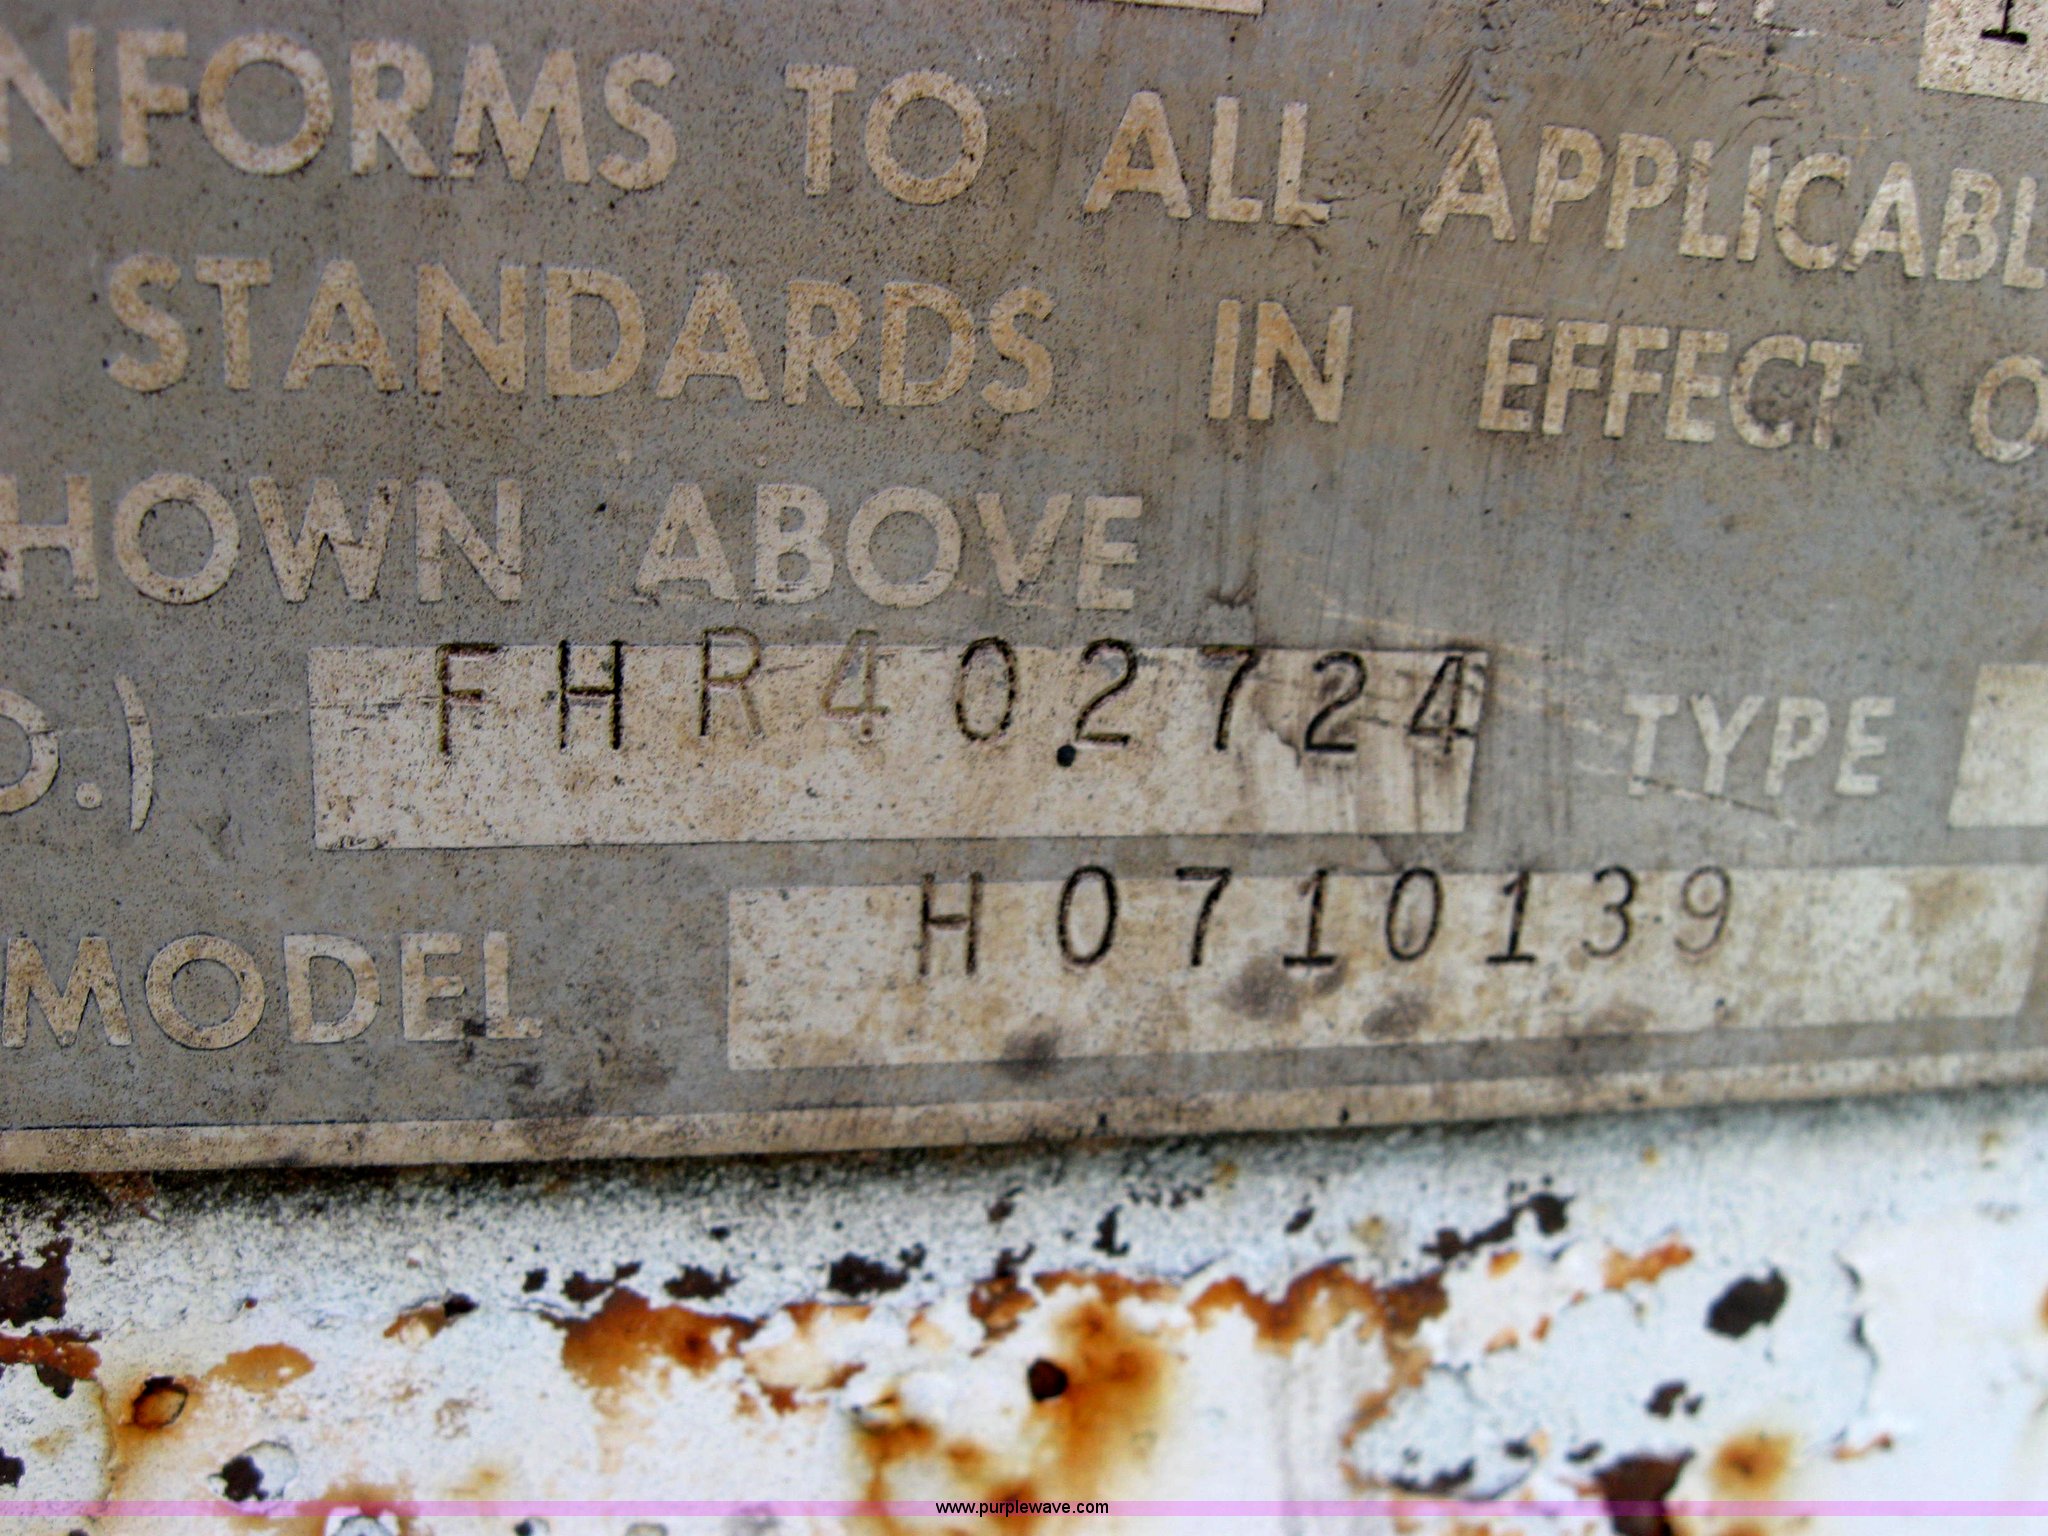 NFORMS TO ALL APPLICABL
STANDARDS IN EFFECT O
HOWN ABOVE
O.) FHR402724 TYPE
MODEL H0710139
www.purplewave.com